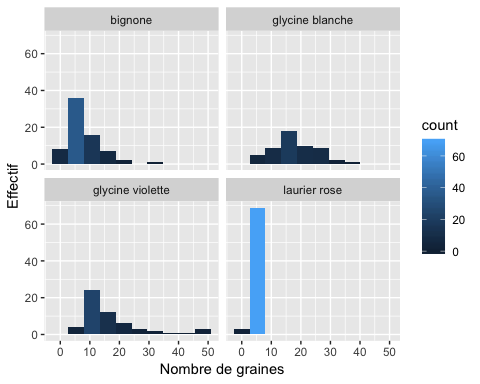 bignone
glycine blanche
60
40
20
0
glycine violette
laurier rose
60
40
20
0
0 10 20 30 40 50
0 10 20 30 40 50
Nombre de graines
Effectif
count
60
40
20
0